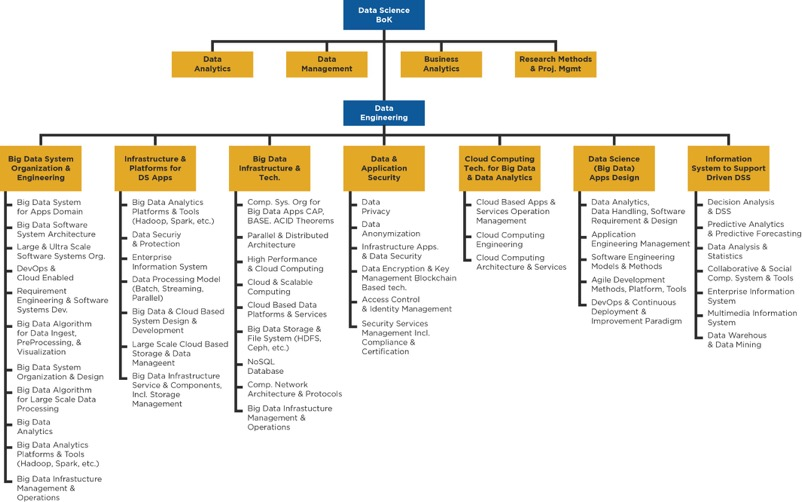 Data Science
BoK
Data
Analytics
Data
Management
Business
Analytics
Research Methods
& Proj. Mgmt
Data
Engineering
Big Data System
Organization &
Engineering
Big Data System
for Apps Domain
Big Data Software
System Architecture
Large & Ultra Scale
Software Systems Org.
DevOps &
Cloud Enabled
Requirement
Engineering & Software
Systems Dev.
Big Data Algorithm
for Data Ingest,
PreProcessing, &
Visualization
Big Data System
Organization & Design
Big Data Algorithm
for Large Scale Data
Processing
Big Data
Analytics
Big Data Analytics
Platforms & Tools
(Hadoop, Spark, etc.)
Big Data Infastucture
Management &
Operations
Infrastructure &
Platforms for
DS Apps
Big Data Analytics
Platforms & Tools
(Hadoop, Spark, etc.)
Data Securiy
& Protection
Enterprise
Information System
Data Processing Model
(Batch, Streaming,
Parallel)
Big Data & Cloud Based
System Design &
Development
Large Scale Cloud Based
Storage & Data
Manageent
Big Data Infastructure
Service & Components,
Incl. Storage
Management
Big Data
Infrastructure &
Tech.
Comp. Sys. Org for
Big Data Apps CAP,
BASE, ACID Theorems
Parallel & Distributed
Architecture
High Performance
& Cloud Computing
Cloud & Scalable
Computing
Cloud Based Data
Platforms & Services
Big Data Storage &
File System (HDFS,
Ceph, etc.)
NoSQL
Database
Comp. Network
Architecture & Protocols
Big Data Infastucture
Management &
Operations
Data &
Application
Security
Data
Privacy
Data
Anonymization
Infrastructure Apps.
& Data Security
Data Encryption & Key
Management Blockchain
Based tech.
Access Control
& Identity Management
Security Services
Management Incl.
Compliance &
Certification
Cloud Computing
Tech. for Big Data
& Data Analytics
Cloud Based Apps &
Services Operation
Management
Cloud Computing
Engineering
Cloud Computing
Architecture & Services
Data Science
(Big Data)
Apps Design
Data Analytics,
Data Handling, Software
Requirement & Design
Application
Engineering Management
Software Engineering
Models & Methods
Agile Development
Methods, Platform, Tools
DevOps & Continuous
Deployment &
Improvement Paradigm
Information
System to Support
Driven DSS
Decision Analysis
& DSS
Predictive Analytics
& Predictive Forecasting
Data Analysis &
Statistics
Collaborative & Social
Comp. System & Tools
Enterprise Information
System
Multimedia Information
System
Data Warehous
& Data Mining